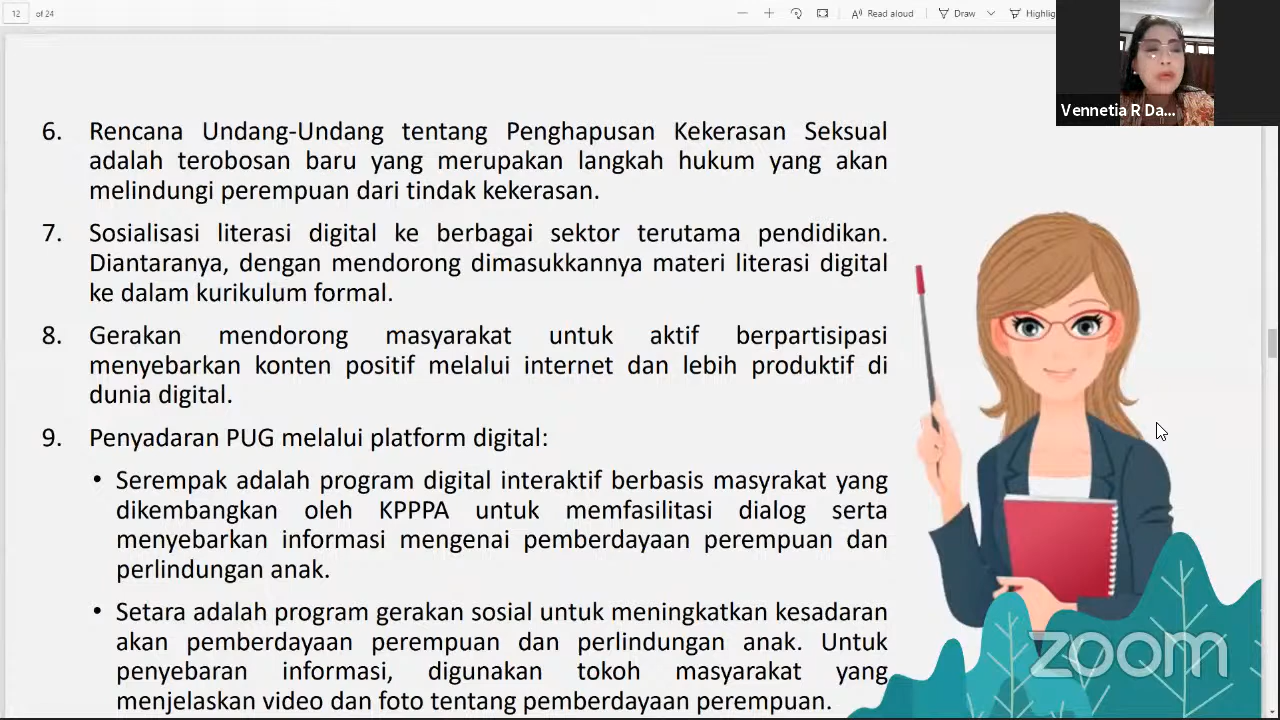 12 of 24
Read aloud
Draw
Highlig
Vennetia R Da...
6. Rencana Undang-Undang tentang Penghapusan Kekerasan Seksual
adalah terobosan baru yang merupakan langkah hukum yang akan
melindungi perempuan dari tindak kekerasan.
7. Sosialisasi literasi digital ke berbagai sektor terutama pendidikan.
Diantaranya, dengan mendorong dimasukkannya materi literasi digital
ke dalam kurikulum formal.
8. Gerakan mendorong masyarakat untuk aktif berpartisipasi
menyebarkan konten positif melalui internet dan lebih produktif di
dunia digital.
9. Penyadaran PUG melalui platform digital:
• Serempak adalah program digital interaktif berbasis masyrakat yang
dikembangkan oleh KPPPA untuk memfasilitasi dialog serta
menyebarkan informasi mengenai pemberdayaan perempuan dan
perlindungan anak.
• Setara adalah program gerakan sosial untuk meningkatkan kesadaran
akan pemberdayaan perempuan dan perlindungan anak. Untuk
penyebaran informasi, digunakan tokoh masyarakat yang
menjelaskan video dan foto tentang pemberdayaan perempuan.
zoom